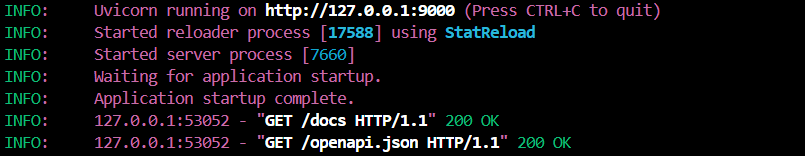 INFO:     Uvicorn running on http://127.0.0.1:9000 (Press CTRL+C to quit)
INFO:     Started reloader process [17588] using StatReload
INFO:     Started server process [7660]
INFO:     Waiting for application startup.
INFO:     Application startup complete.
INFO:     127.0.0.1:53052 - "GET /docs HTTP/1.1" 200 OK
INFO:     127.0.0.1:53052 - "GET /openapi.json HTTP/1.1" 200 OK